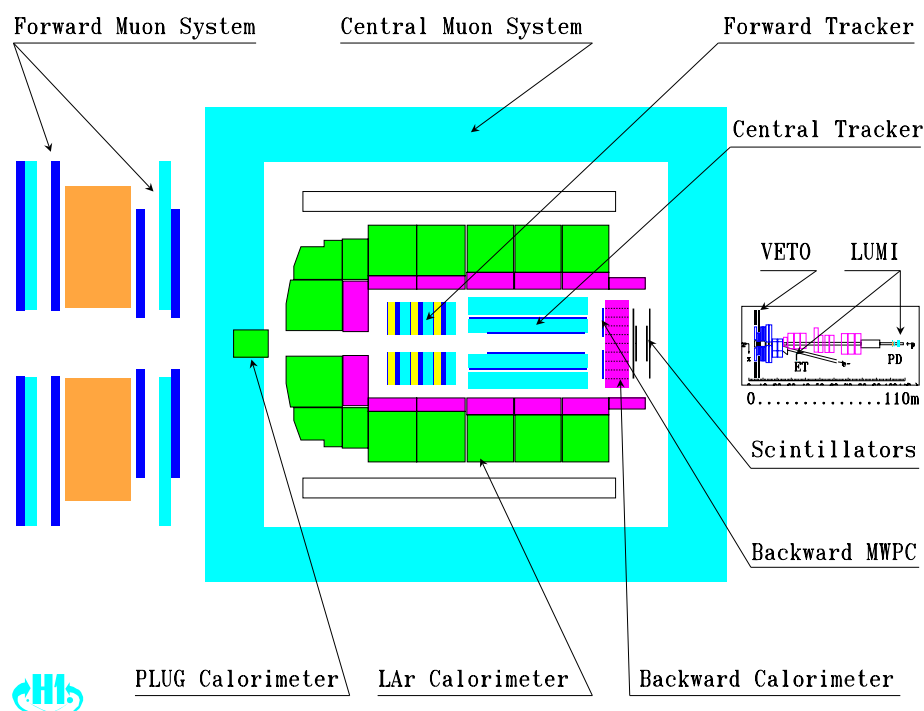 Forward Muon System
Central Muon System
Forward Tracker
Central Tracker
VETO
LUMI
ET
e-
PD
0.............110m
Scintillators
Backward MWPC
PLUG Calorimeter
LAr Calorimeter
Backward Calorimeter
H1